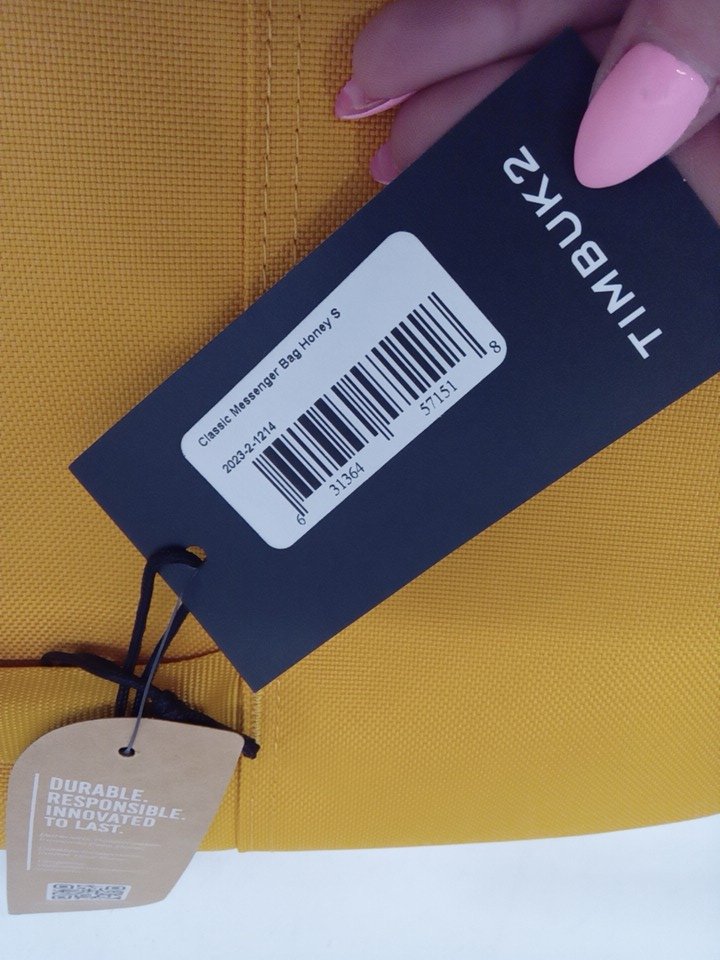 TIMBUK2
Classic Messenger Bag Honey S
2023-2-1214
6 31364 57151 8
DURABLE.
RESPONSIBLE.
INNOVATED
TO LAST.